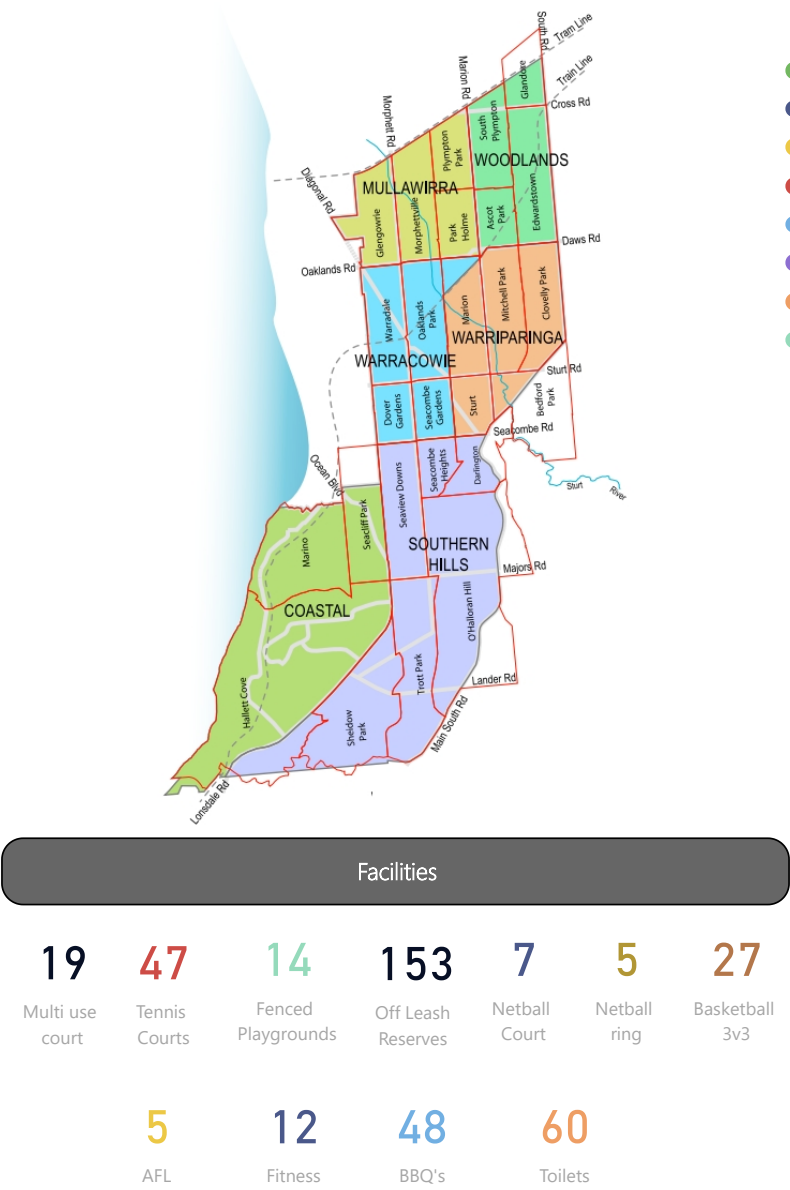 South Rd
Tram Line
Train Line
Marion Rd
Glandore
Cross Rd
Morphett Rd
South
Plympton
Plympton
Park
WOODLANDS
Diagonal Rd
MULLAWIRRA
Edwardstown
Glengowrie
Morphettville
Park
Holme
Ascot
Park
Daws Rd
Oaklands Rd
Warradale
Oaklands
Park
Marion
Mitchell Park
Clovelly Park
WARRIPARINGA
WARRACOWIE
Sturt Rd
Dover
Gardens
Seacombe
Gardens
Sturt
Bedford
Park
Seacombe Rd
Ocean Blvd
Seaview Downs
Seacombe
Heights
Darlington
Sturt
River
Seacliff Park
Marino
SOUTHERN
HILLS
Majors Rd
COASTAL
O'Halloran Hill
Hallett Cove
Trott Park
Lander Rd
Sheidow
Park
Main South Rd
Lonsdale Rd
Facilities
19
47
14
153
7
5
27
Multi use
court
Tennis
Courts
Fenced
Playgrounds
Off Leash
Reserves
Netball
Court
Netball
ring
Basketball
3v3
5
12
48
60
AFL
Fitness
BBQ's
Toilets